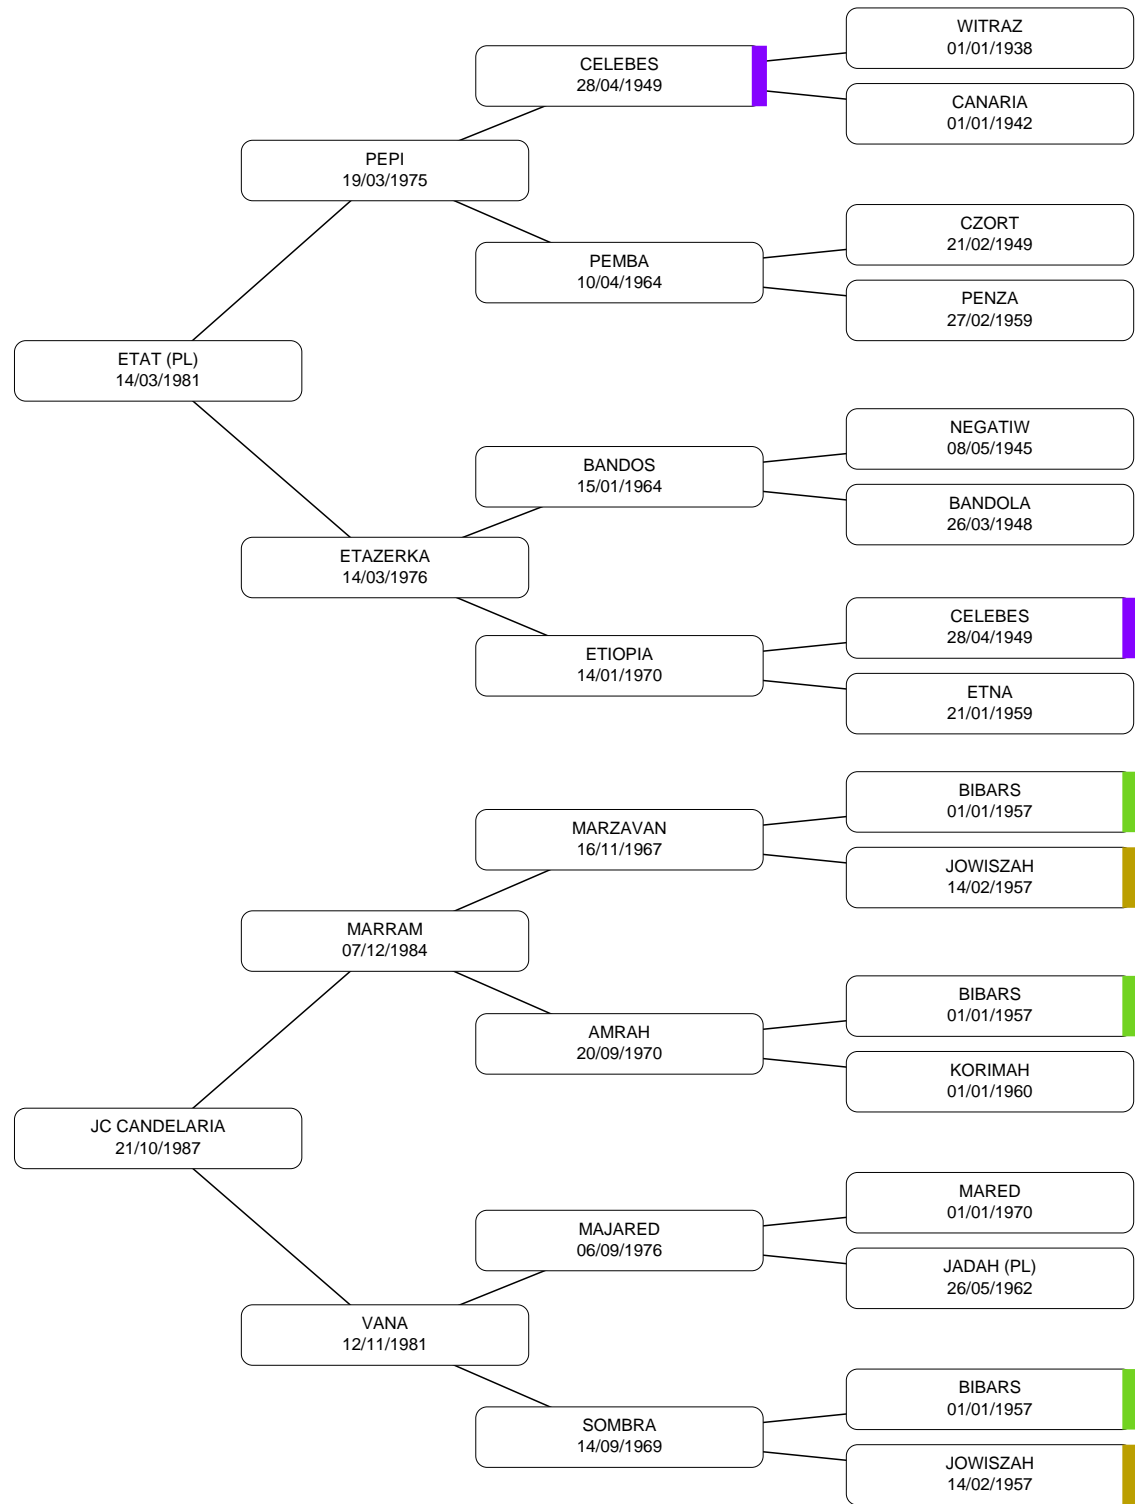 WITRAZ
01/01/1938
CELEBES
28/04/1949
CANARIA
01/01/1942
PEPI
19/03/1975
CZORT
21/02/1949
PEMBA
10/04/1964
PENZA
27/02/1959
ETAT (PL)
14/03/1981
NEGATIW
08/05/1945
BANDOS
15/01/1964
BANDOLA
26/03/1948
ETAZERKA
14/03/1976
CELEBES
28/04/1949
ETIOPIA
14/01/1970
ETNA
21/01/1959
BIBARS
01/01/1957
MARZAVAN
16/11/1967
JOWISZAH
14/02/1957
MARRAM
07/12/1984
BIBARS
01/01/1957
AMRAH
20/09/1970
KORIMAH
01/01/1960
JC CANDELARIA
21/10/1987
MARED
01/01/1970
MAJARED
06/09/1976
JADAH (PL)
26/05/1962
VANA
12/11/1981
BIBARS
01/01/1957
SOMBRA
14/09/1969
JOWISZAH
14/02/1957